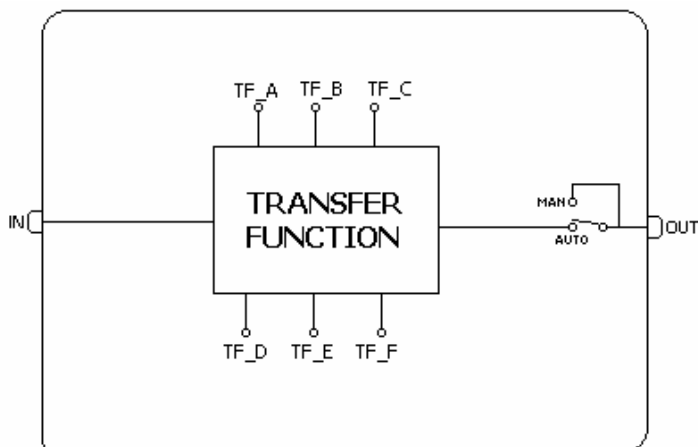 TF_A TF_B TF_C
TRANSFER
FUNCTION
MAN
IN
OUT
AUTO
TF_D TF_E TF_F